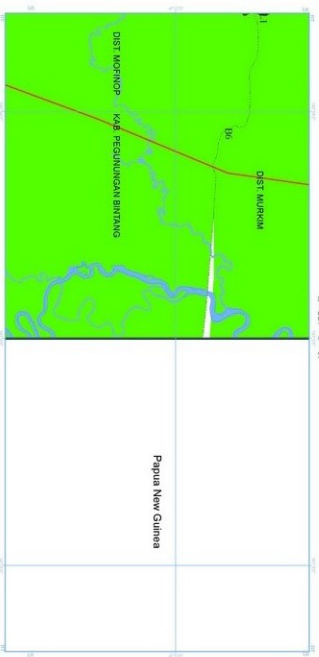 DIST. MURKIM
B6
DIST. MOFINOP
KAB. PEGUNUNGAN BINTANG
Papua New Guinea